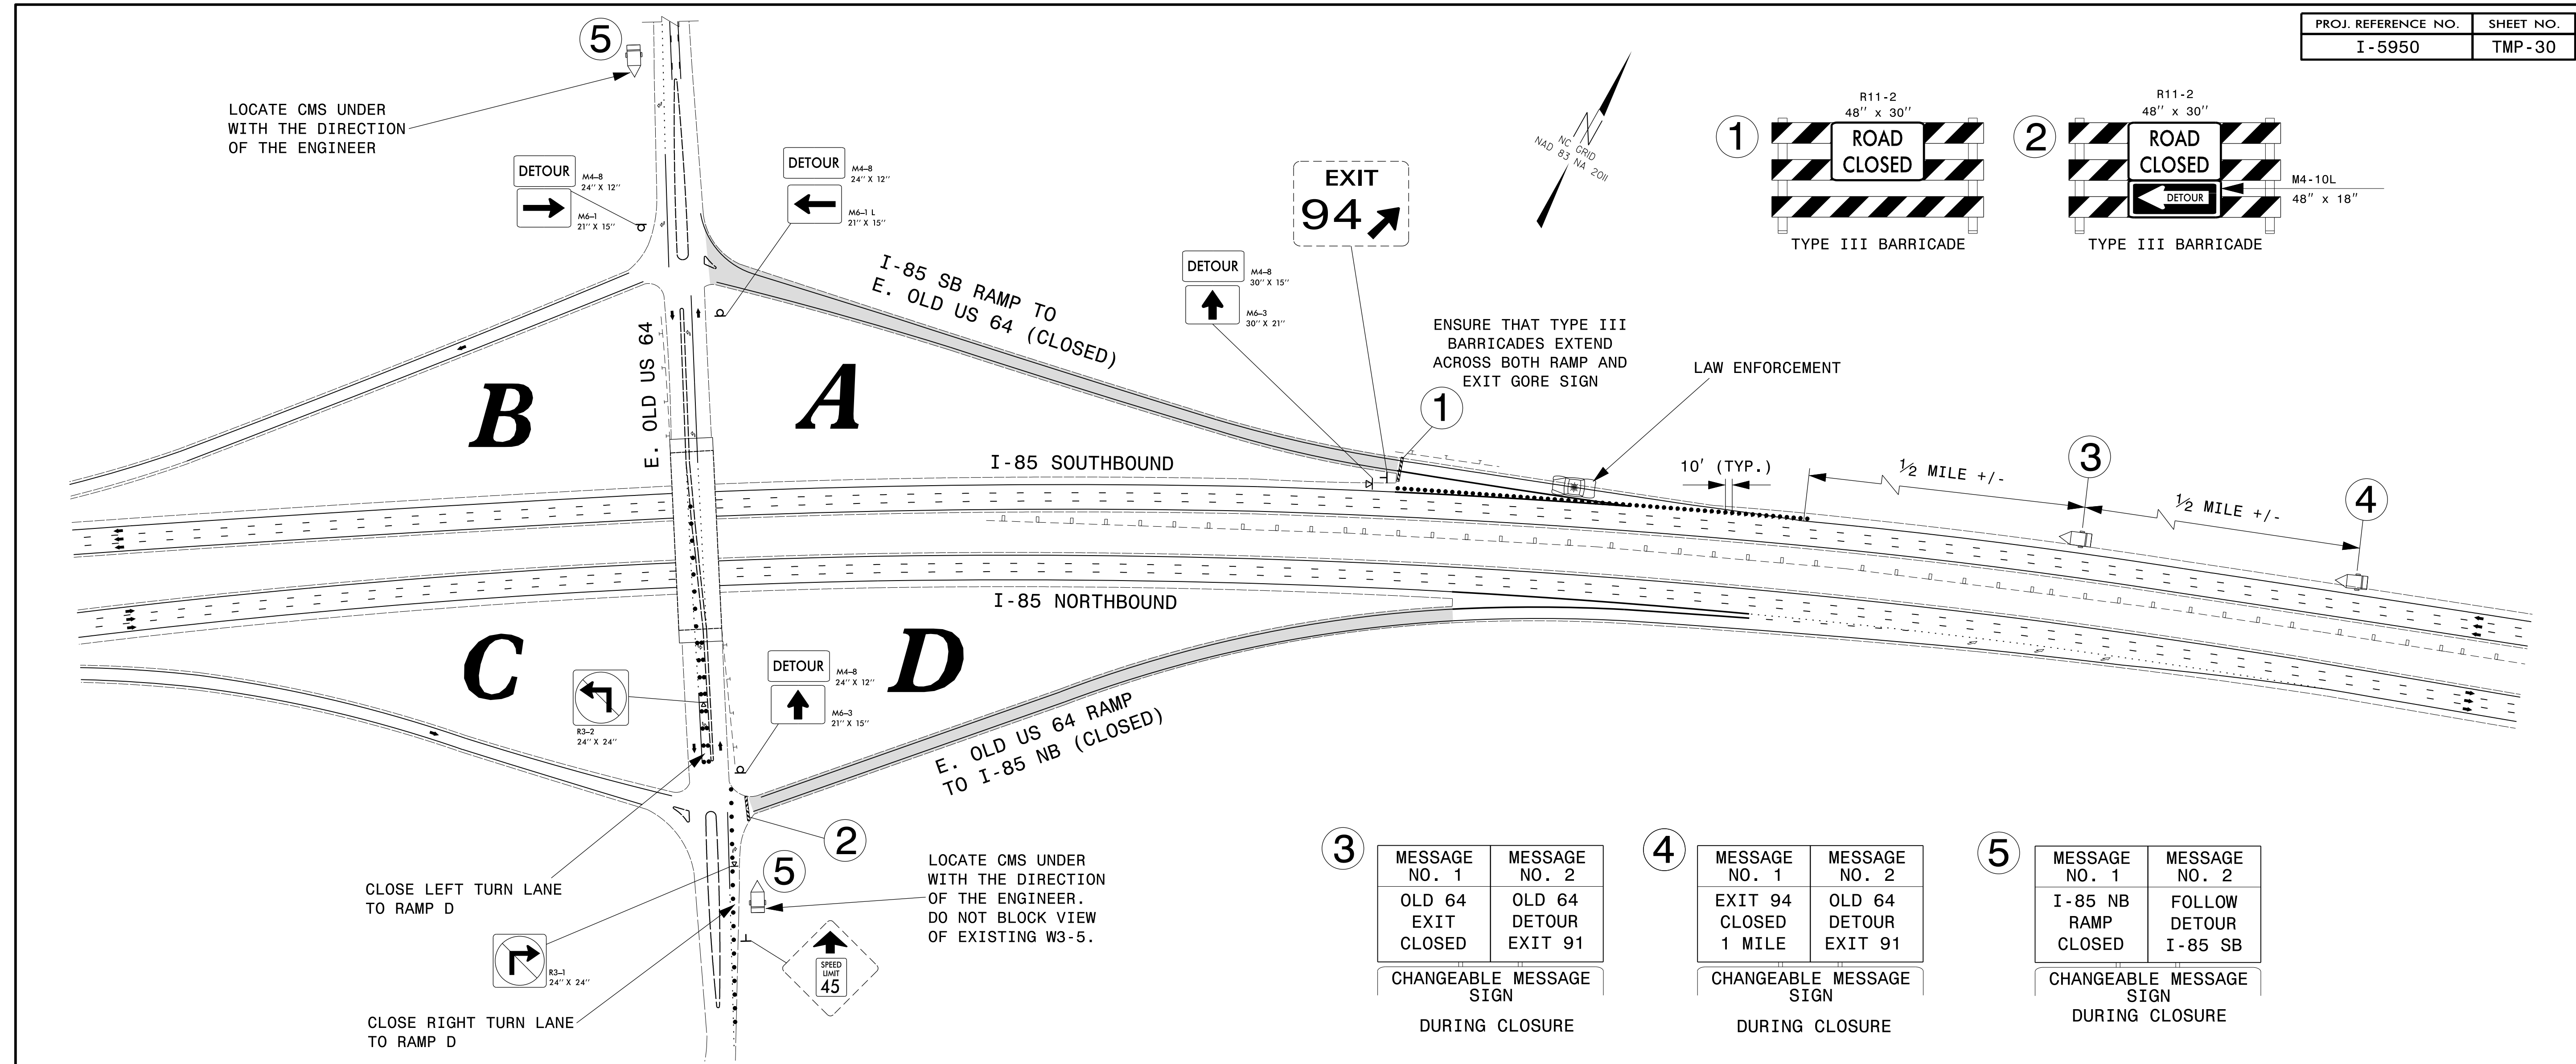 PROJ. REFERENCE NO. SHEET NO.
I-5950 TMP-30
5
LOCATE CMS UNDER
WITH THE DIRECTION
OF THE ENGINEER
DETOUR
M4-8
24'' X 12''
M6-1
21'' X 15''
DETOUR
M4-8
24'' X 12''
M6-1 L
21'' X 15''
EXIT
94
DETOUR
M4-8
30'' X 15''
M6-3
30'' X 21''
N
NC GRID
NAD 83 NA 2011
1
R11-2
48'' x 30''
ROAD
CLOSED
TYPE III BARRICADE
2
R11-2
48'' x 30''
ROAD
CLOSED
DETOUR
M4-10L
48'' x 18''
TYPE III BARRICADE
I-85 SB RAMP TO
E. OLD US 64 (CLOSED)
E. OLD US 64
B
A
ENSURE THAT TYPE III
BARRICADES EXTEND
ACROSS BOTH RAMP AND
EXIT GORE SIGN
1
LAW ENFORCEMENT
10' (TYP.)
1/2 MILE +/-
3
1/2 MILE +/-
4
I-85 SOUTHBOUND
I-85 NORTHBOUND
C
D
R3-2
24'' X 24''
DETOUR
M4-8
24'' X 12''
M6-3
21'' X 15''
E. OLD US 64 RAMP
TO I-85 NB (CLOSED)
2
5
CLOSE LEFT TURN LANE
TO RAMP D
LOCATE CMS UNDER
WITH THE DIRECTION
OF THE ENGINEER.
DO NOT BLOCK VIEW
OF EXISTING W3-5.
R3-1
24'' X 24''
SPEED
LIMIT
45
CLOSE RIGHT TURN LANE
TO RAMP D
3
MESSAGE NO. 1 MESSAGE NO. 2
OLD 64 OLD 64
EXIT DETOUR
CLOSED EXIT 91
CHANGEABLE MESSAGE
SIGN
DURING CLOSURE
4
MESSAGE NO. 1 MESSAGE NO. 2
EXIT 94 OLD 64
CLOSED DETOUR
1 MILE EXIT 91
CHANGEABLE MESSAGE
SIGN
DURING CLOSURE
5
MESSAGE NO. 1 MESSAGE NO. 2
I-85 NB FOLLOW
RAMP DETOUR
CLOSED I-85 SB
CHANGEABLE MESSAGE
SIGN
DURING CLOSURE